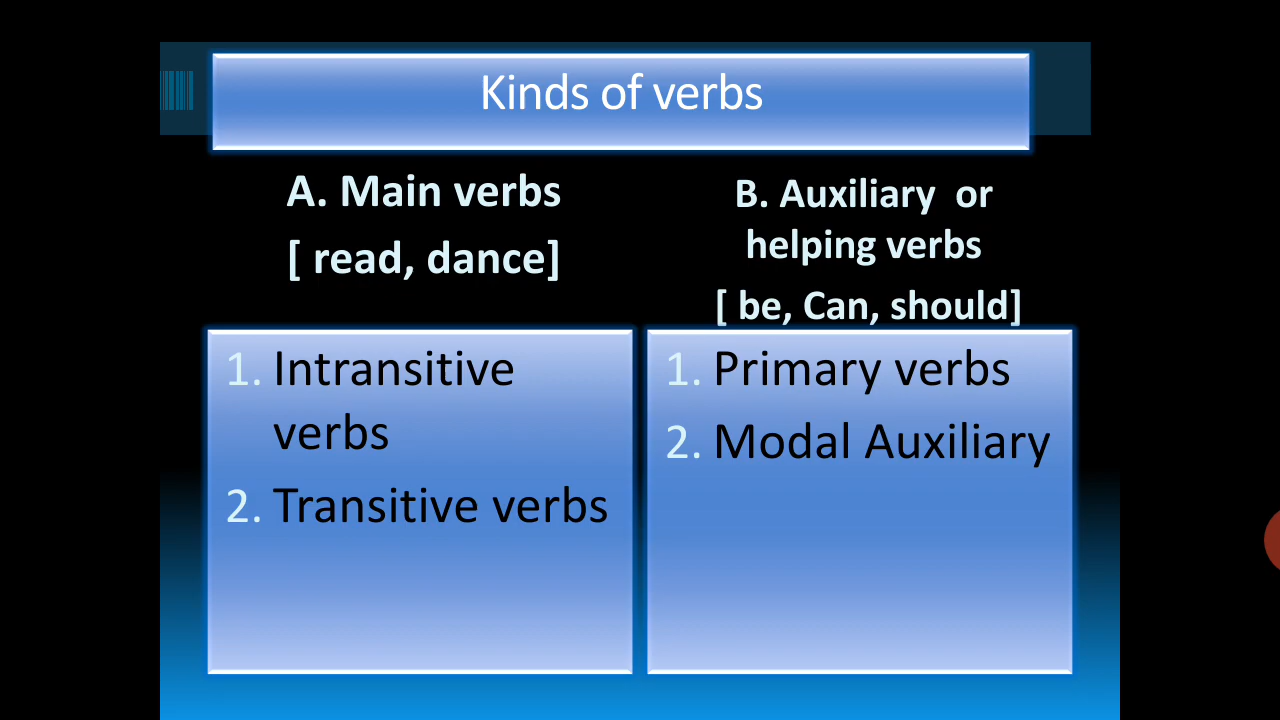 Kinds of verbs
A. Main verbs
[ read, dance]
B. Auxiliary or
helping verbs
[ be, Can, should]
1. Intransitive
verbs
2. Transitive verbs
1. Primary verbs
2. Modal Auxiliary